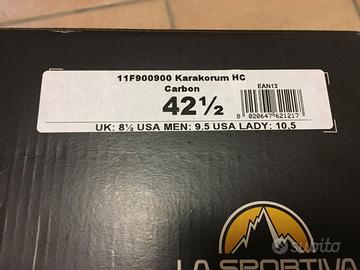 11F900900 Karakorum HC
Carbon
EAN13
42½
8 020647 621217
UK: 8½ USA MEN: 9.5 USA LADY: 10,5
subito
LA SPORTIVA